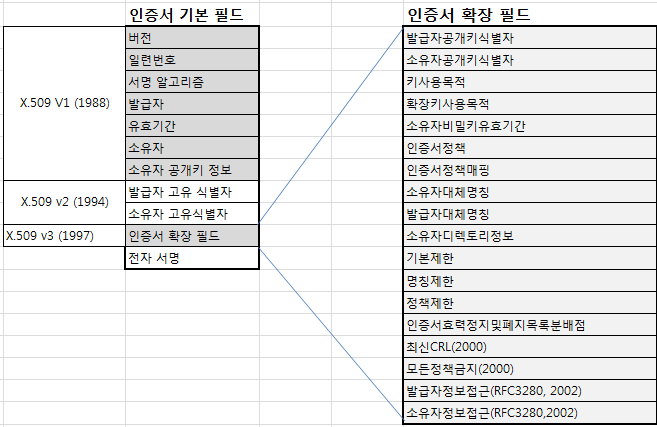 인증서 기본 필드
X.509 V1 (1988)
버전
일련번호
서명 알고리즘
발급자
유효기간
소유자
소유자 공개키 정보
X.509 v2 (1994)
발급자 고유 식별자
소유자 고유식별자
X.509 v3 (1997)
인증서 확장 필드
전자 서명
인증서 확장 필드
발급자공개키식별자
소유자공개키식별자
키사용목적
확장키사용목적
소유자비밀키유효기간
인증서정책
인증서정책매핑
소유자대체명칭
발급자대체명칭
소유자디렉토리정보
기본제한
명칭제한
정책제한
인증서효력정지및폐지목록분배점
최신CRL(2000)
모든정책금지(2000)
발급자정보접근(RFC3280, 2002)
소유자정보접근(RFC3280,2002)